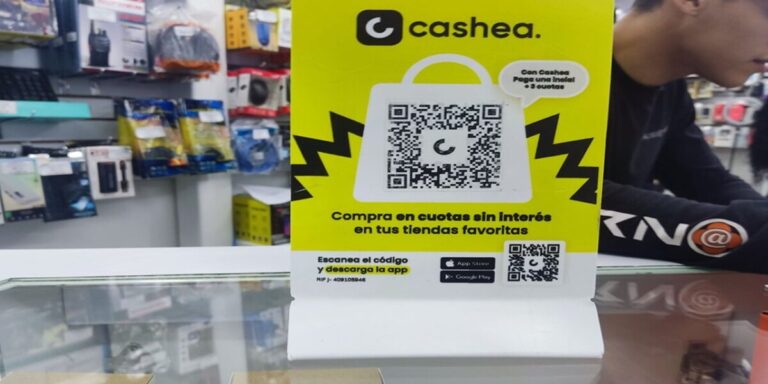 cashea.
Con Cashea
Paga una inicial
+ 3 cuotas
Compra en cuotas sin interés
en tus tiendas favoritas
Escanea el código
y descarga la app
App Store
Google Play
RN@